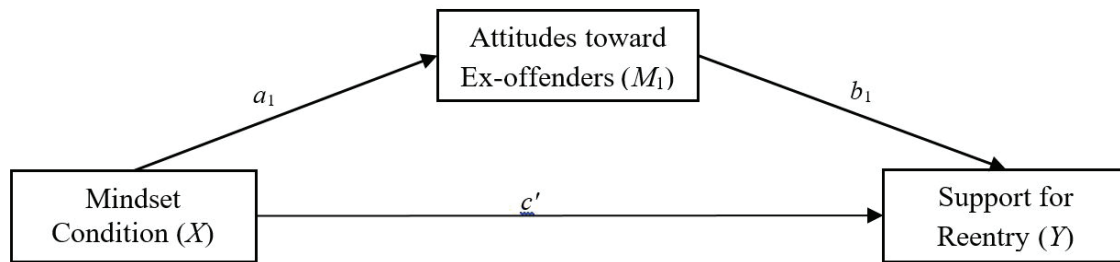 Attitudes toward
Ex-offenders (M₁)
a₁
b₁
Mindset
Condition (X)
c′
Support for
Reentry (Y)